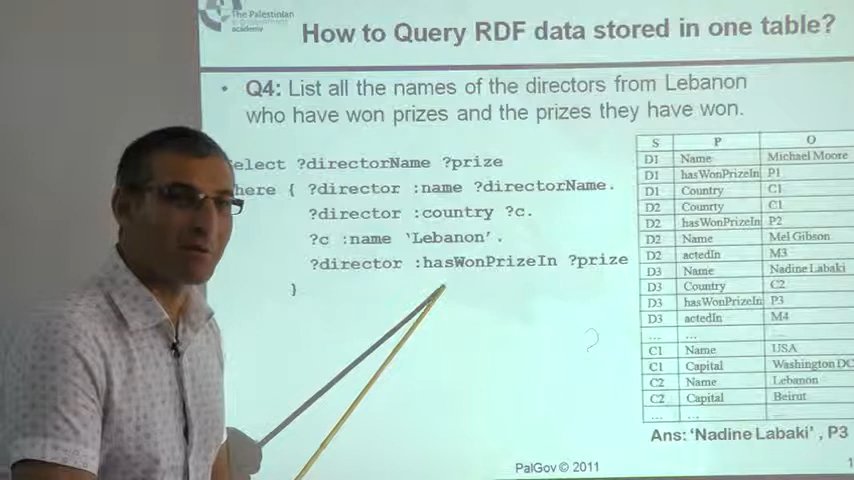 The Palestinian
academy
How to Query RDF data stored in one table?
• Q4: List all the names of the directors from Lebanon
who have won prizes and the prizes they have won.
elect ?directorName ?prize
here { ?director :name ?directorName.
?director :country ?c.
?c :name ‘Lebanon’.
?director :hasWonPrizeIn ?prize
}
S P O
D1 Name Michael Moore
D1 hasWonPrizeIn P1
D1 Country C1
D2 Counrty C1
D2 hasWonPrizeIn P2
D2 Name Mel Gibson
D2 actedIn M3
D3 Name Nadine Labaki
D3 Country C2
D3 hasWonPrizeIn P3
D3 actedIn M4
... ... ...
C1 Name USA
C1 Capital Washington DC
C2 Name Lebanon
C2 Capital Beirut
... ... ...
Ans: ‘Nadine Labaki’ , P3
PalGov © 2011
1